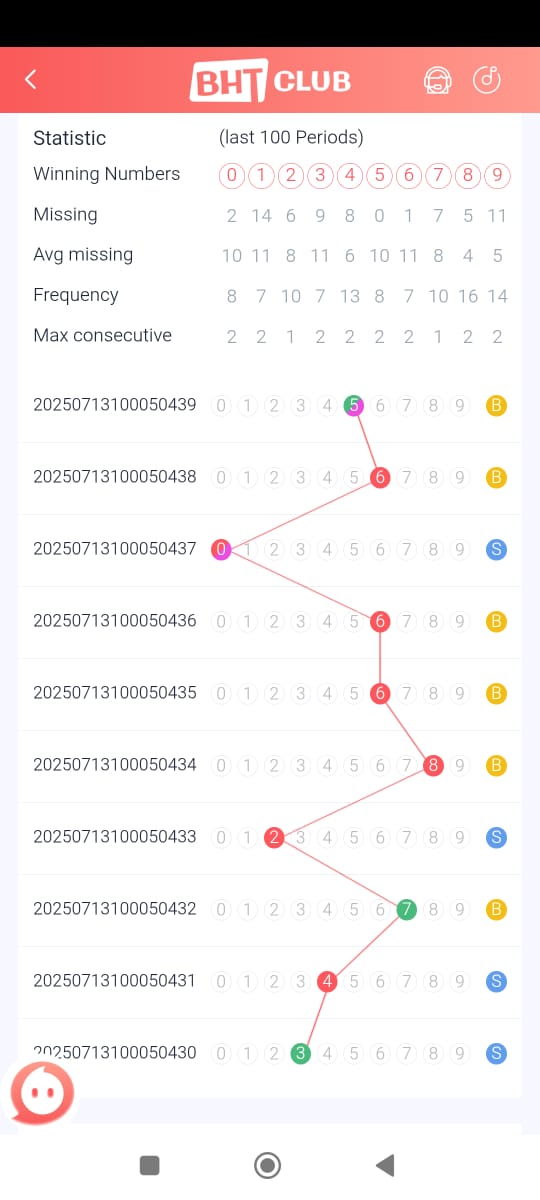 BHT CLUB
Statistic (last 100 Periods)
Winning Numbers 0 1 2 3 4 5 6 7 8 9
Missing 2 14 6 9 8 0 1 7 5 11
Avg missing 10 11 8 11 6 10 11 8 4 5
Frequency 8 7 10 7 13 8 7 10 16 14
Max consecutive 2 2 1 2 2 2 2 1 2 2
20250713100050439 0 1 2 3 4 5 6 7 8 9 B
20250713100050438 0 1 2 3 4 5 6 7 8 9 B
20250713100050437 0 1 2 3 4 5 6 7 8 9 S
20250713100050436 0 1 2 3 4 5 6 7 8 9 B
20250713100050435 0 1 2 3 4 5 6 7 8 9 B
20250713100050434 0 1 2 3 4 5 6 7 8 9 B
20250713100050433 0 1 2 3 4 5 6 7 8 9 S
20250713100050432 0 1 2 3 4 5 6 7 8 9 B
20250713100050431 0 1 2 3 4 5 6 7 8 9 S
20250713100050430 0 1 2 3 4 5 6 7 8 9 S